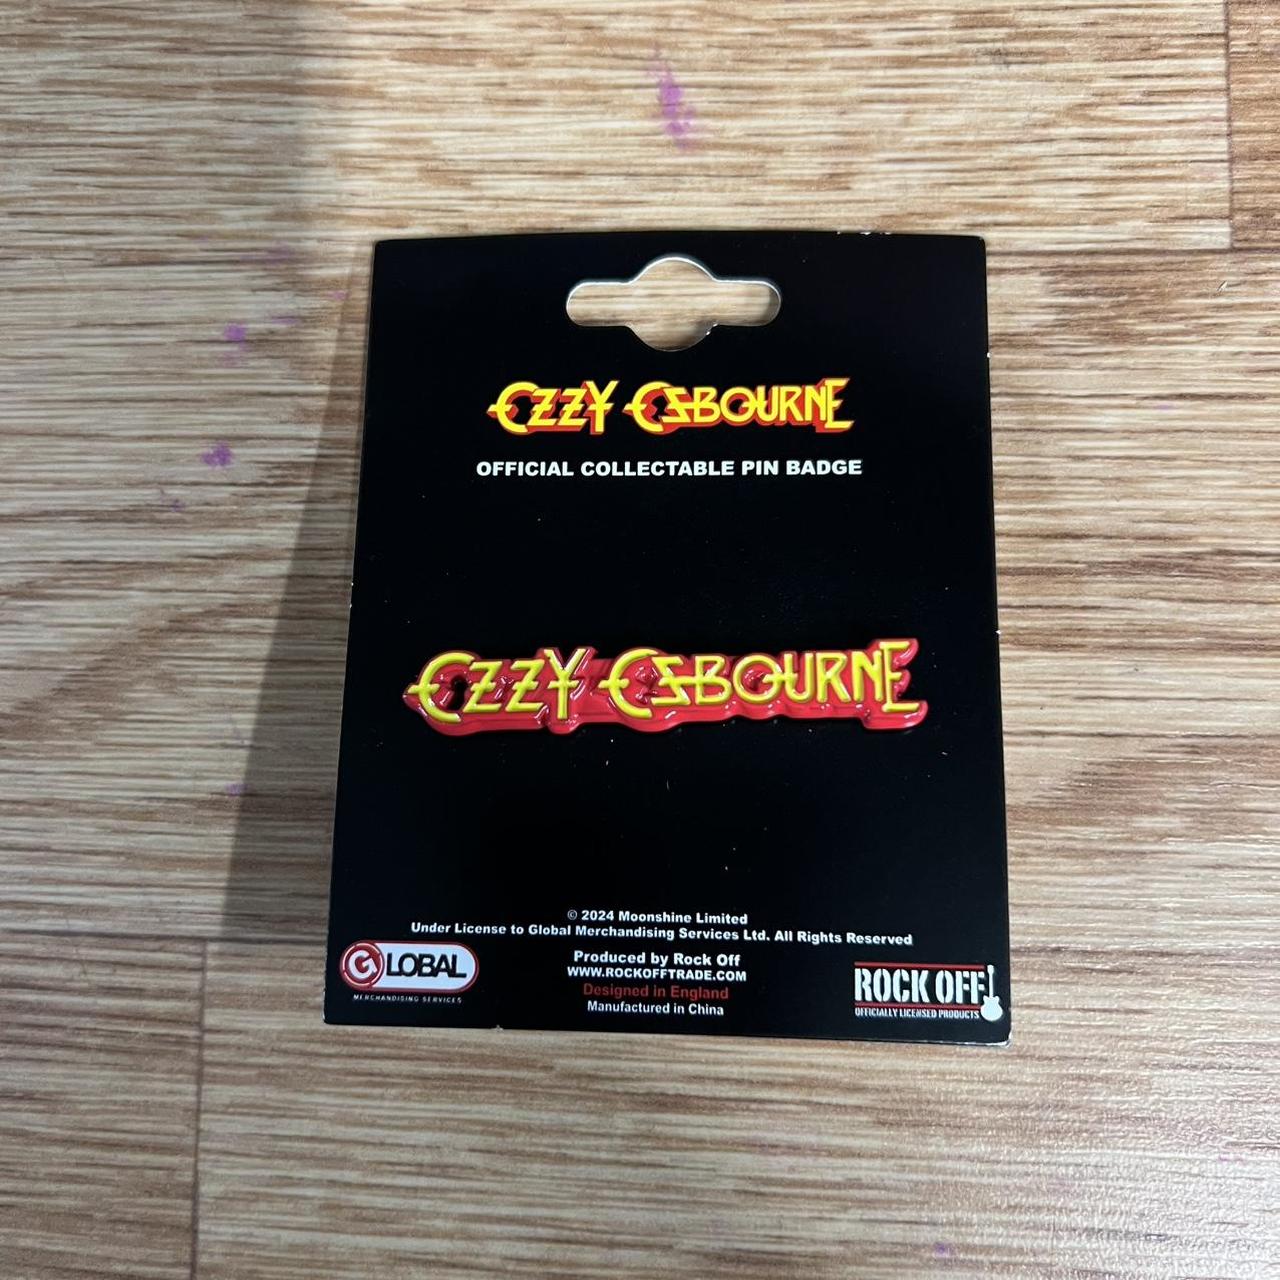 OZZY OSBOURNE
OFFICIAL COLLECTABLE PIN BADGE
OZZY OSBOURNE
© 2024 Moonshine Limited
Under License to Global Merchandising Services Ltd. All Rights Reserved
GLOBAL
MERCHANDISING SERVICES
Produced by Rock Off
WWW.ROCKOFFTRADE.COM
Designed in England
Manufactured in China
ROCK OFF
OFFICIALLY LICENSED PRODUCTS